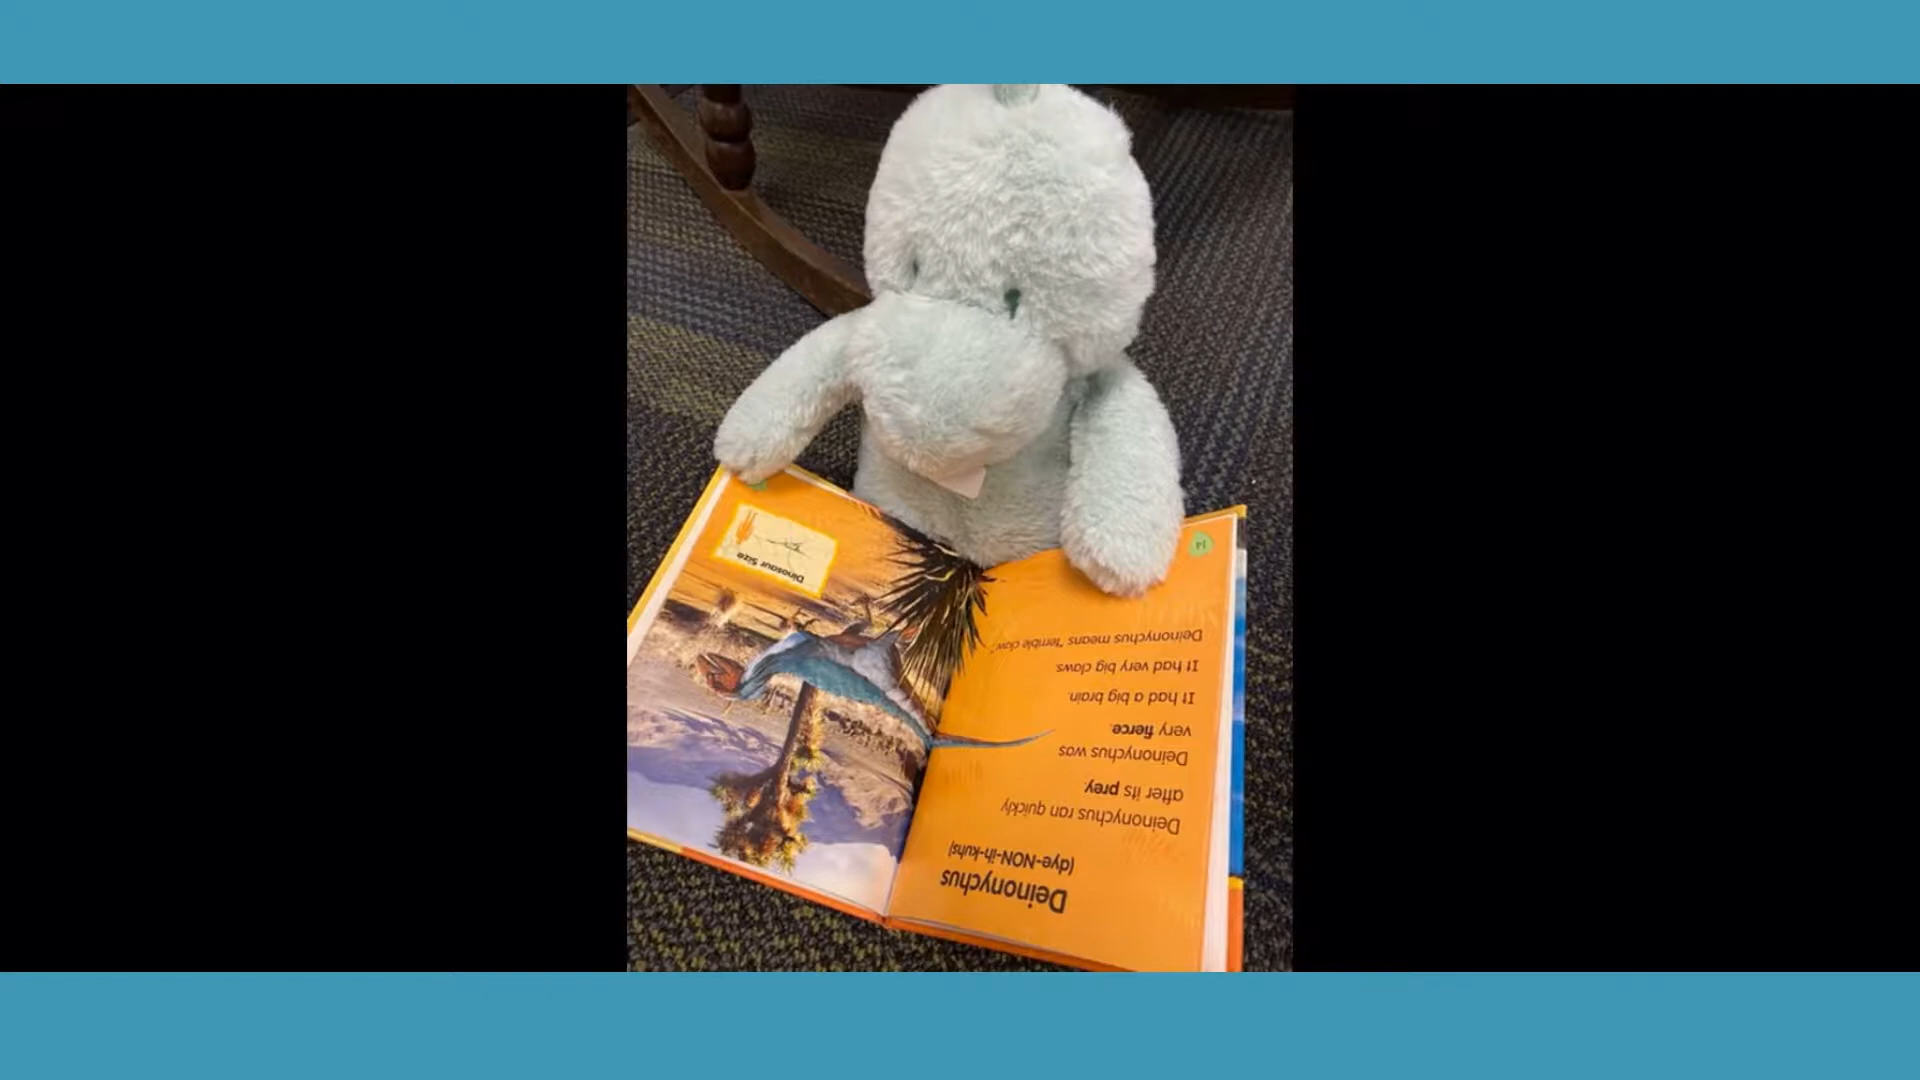 Deinonychus
(dye-NON-ih-kuhs)
Deinonychus ran quickly
after its prey.
Deinonychus was
very fierce.
It had a big brain.
It had very big claws.
Deinonychus means "terrible claw."
14
Dinosaur Size